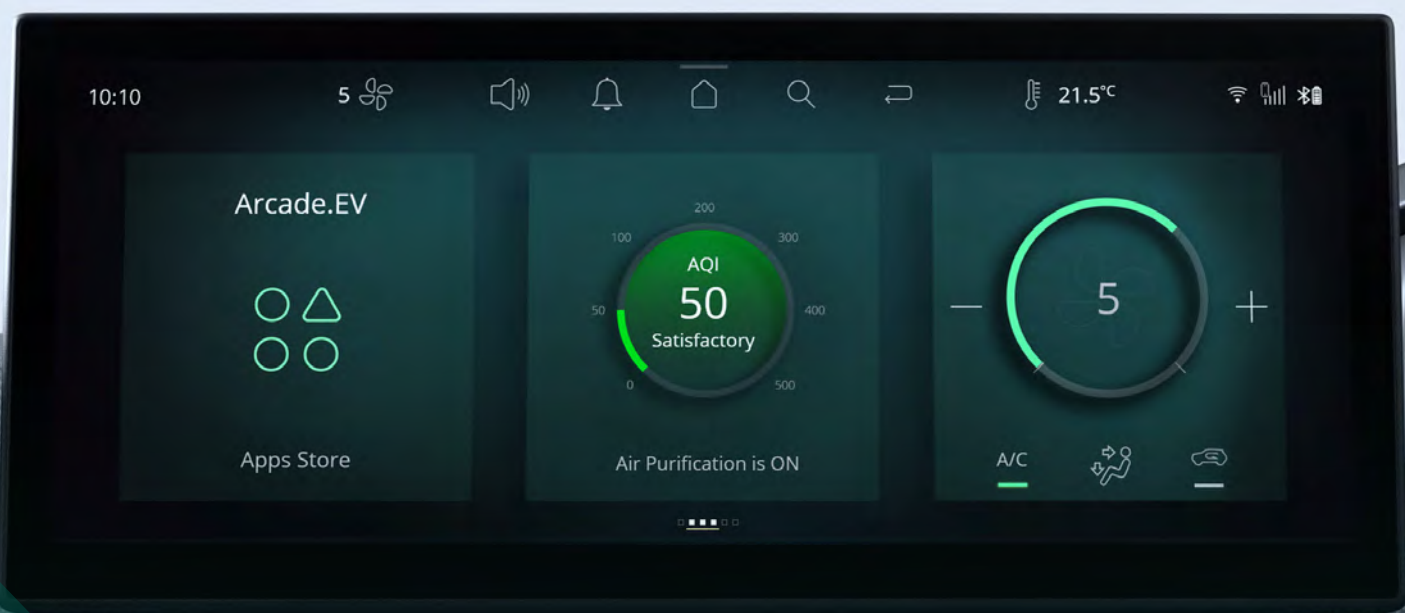 10:10
5
21.5°C
Arcade.EV
Apps Store
200
100
300
AQI
50
50
400
Satisfactory
0
500
Air Purification is ON
5
A/C